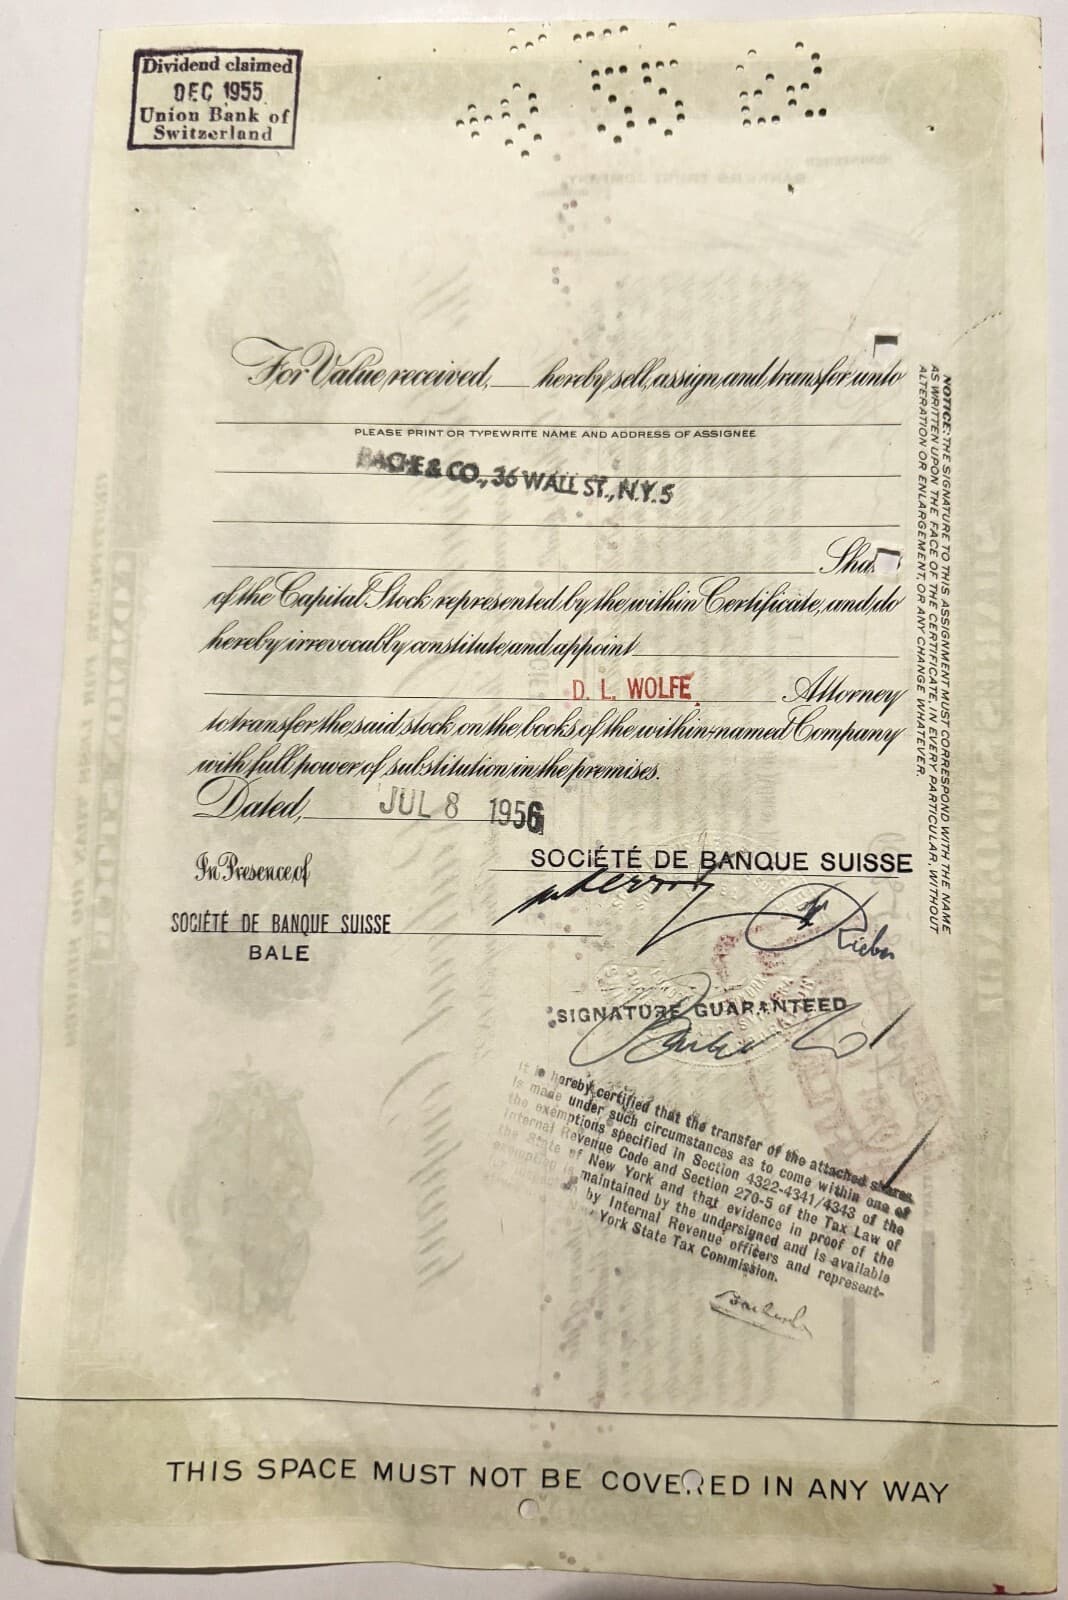 Dividend claimed
DEC 1955
Union Bank of
Switzerland
For Value received, hereby sell, assign and transfer unto
PLEASE PRINT OR TYPEWRITE NAME AND ADDRESS OF ASSIGNEE
BACHE & CO., 36 WALL ST., N.Y. 5
Sha
of the Capital Stock represented by the within Certificate, and do
hereby irrevocably constitute and appoint
D. L. WOLFE Attorney
to transfer the said stock on the books of the within-named Company
with full power of substitution in the premises.
Dated, JUL 8 1956
In Presence of
SOCIÉTÉ DE BANQUE SUISSE
SOCIÉTÉ DE BANQUE SUISSE
BALE
SIGNATURE GUARANTEED
It is hereby certified that the transfer of the attached shares
is made under such circumstances as to come within one of
the exemptions specified in Section 4322-4341/4343 of the
Internal Revenue Code and Section 270-5 of the Tax Law of
the State of New York and that evidence in proof of the
exemption is maintained by the undersigned and is available
by Internal Revenue officers and represent-
York State Tax Commission.
NOTICE: THE SIGNATURE TO THIS ASSIGNMENT MUST CORRESPOND WITH THE NAME
AS WRITTEN UPON THE FACE OF THE CERTIFICATE, IN EVERY PARTICULAR, WITHOUT
ALTERATION OR ENLARGEMENT, OR ANY CHANGE WHATEVER.
THIS SPACE MUST NOT BE COVERED IN ANY WAY